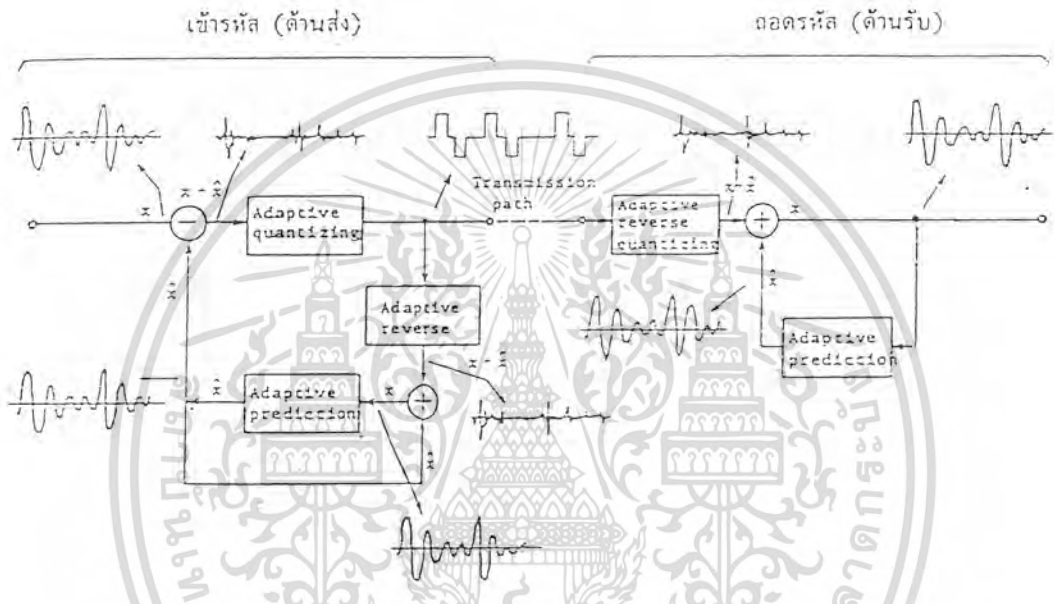 เข้ารหัส (ด้านส่ง)
ถอดรหัส (ด้านรับ)
x
x - x̂
Adaptive
quantizing
Transmission
path
Adaptive
reverse
quantizing
x - x̂
x
x̂
Adaptive
reverse
x - x̂
x̂
Adaptive
prediction
x̂
Adaptive
prediction
x
x̂